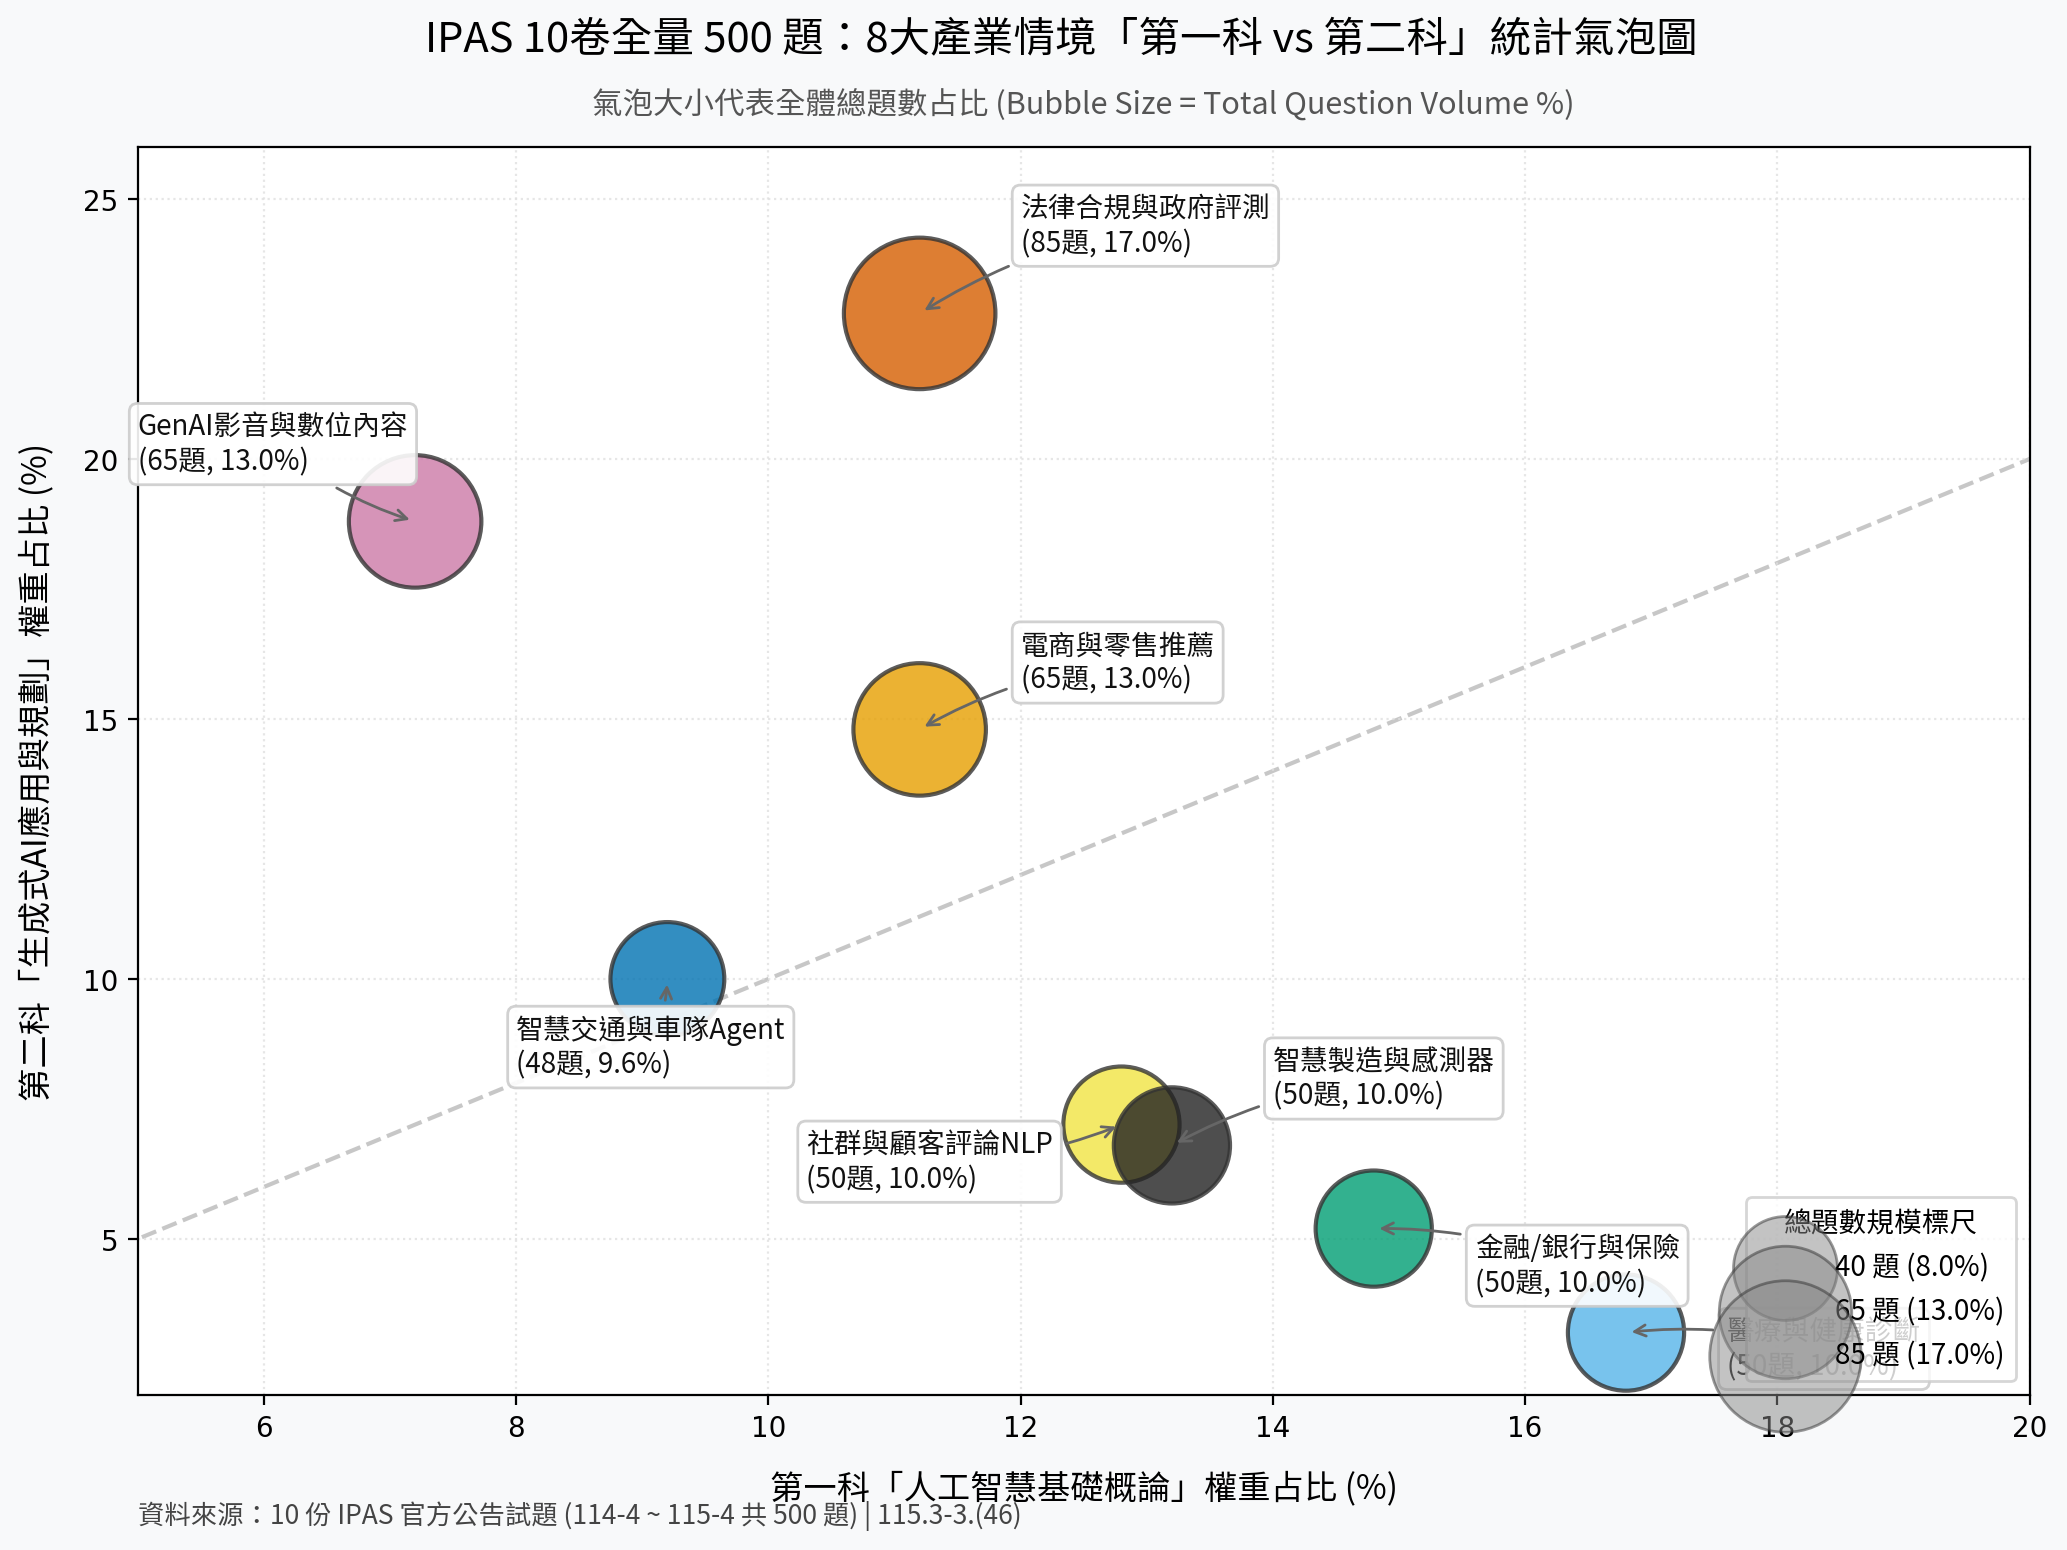 IPAS 10卷全量 500 題：8大產業情境「第一科 vs 第二科」統計氣泡圖
氣泡大小代表全體總題數占比 (Bubble Size = Total Question Volume %)
第二科「生成式AI應用與規劃」權重占比 (%)
25
20
15
10
5
法律合規與政府評測
(85題, 17.0%)
GenAI影音與數位內容
(65題, 13.0%)
電商與零售推薦
(65題, 13.0%)
智慧交通與車隊Agent
(48題, 9.6%)
智慧製造與感測器
(50題, 10.0%)
社群與顧客評論NLP
(50題, 10.0%)
金融/銀行與保險
(50題, 10.0%)
醫療與健康診斷
(50題, 10.0%)
總題數規模標尺
40 題 (8.0%)
65 題 (13.0%)
85 題 (17.0%)
6
8
10
12
14
16
18
20
第一科「人工智慧基礎概論」權重占比 (%)
資料來源：10 份 IPAS 官方公告試題 (114-4 ~ 115-4 共 500 題) | 115.3-3.(46)